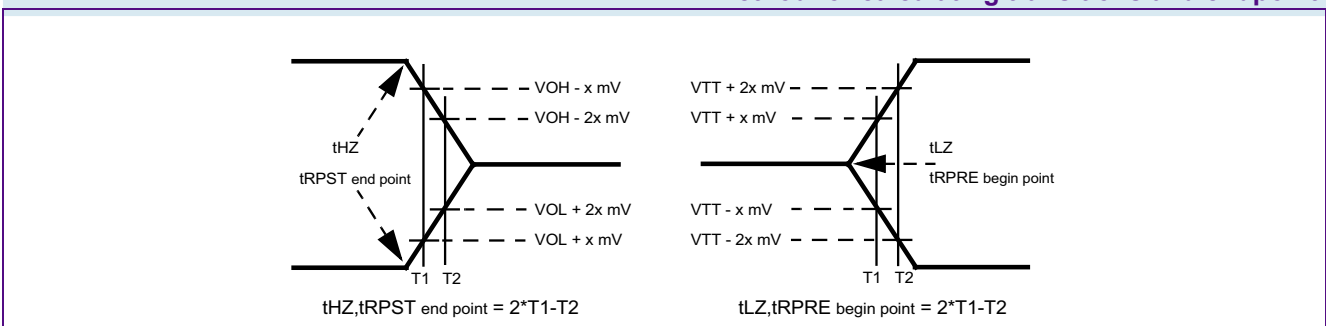 VOH - x mV
VOH - 2x mV
tHZ
tRPST end point
VOL + 2x mV
VOL + x mV
T1 T2
tHZ,tRPST end point = 2*T1-T2
VTT + 2x mV
VTT + x mV
tLZ
tRPRE begin point
VTT - x mV
VTT - 2x mV
T1 T2
tLZ,tRPRE begin point = 2*T1-T2